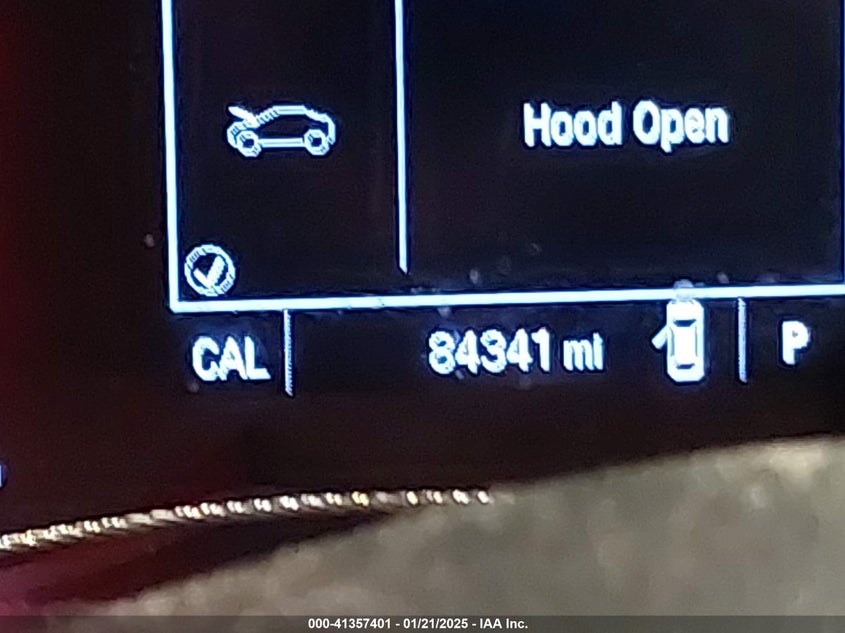 Hood Open
CAL
84341 mi
P
000-41357401 - 01/21/2025 - IAA Inc.